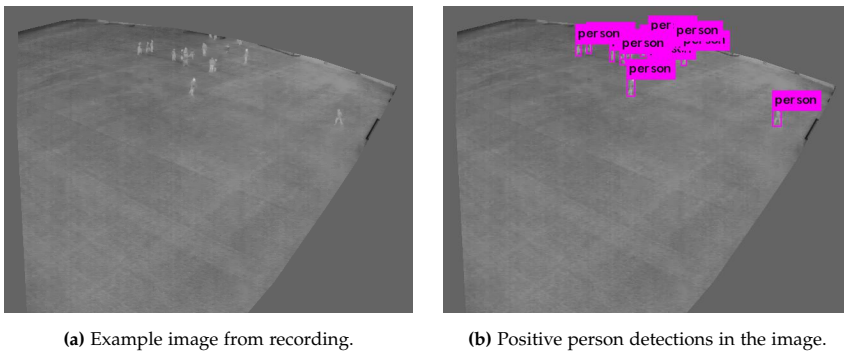 person
per
person
person
person
person
person
(a) Example image from recording.
(b) Positive person detections in the image.